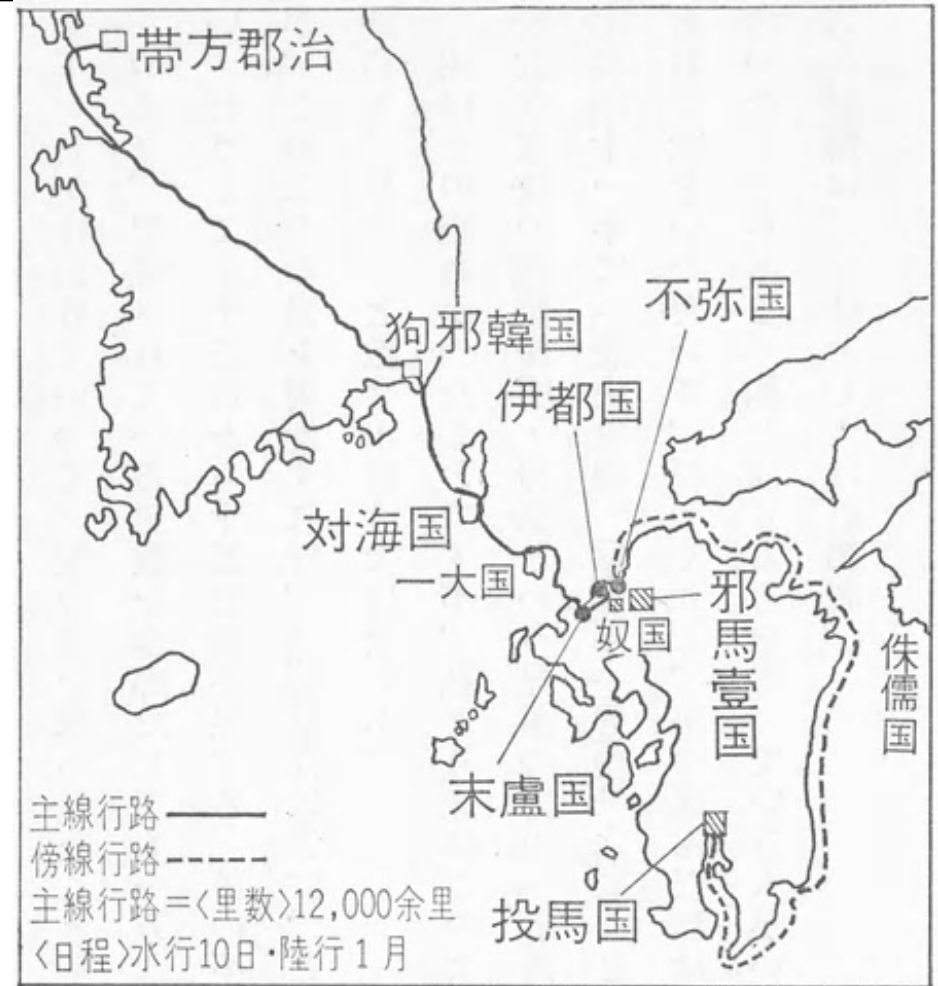 帯方郡治
不弥国
狗邪韓国
伊都国
対海国
一大国
奴国
邪馬壹国
侏儒国
末盧国
投馬国
主線行路
傍線行路
主線行路=〈里数〉12,000余里
〈日程〉水行10日・陸行1月